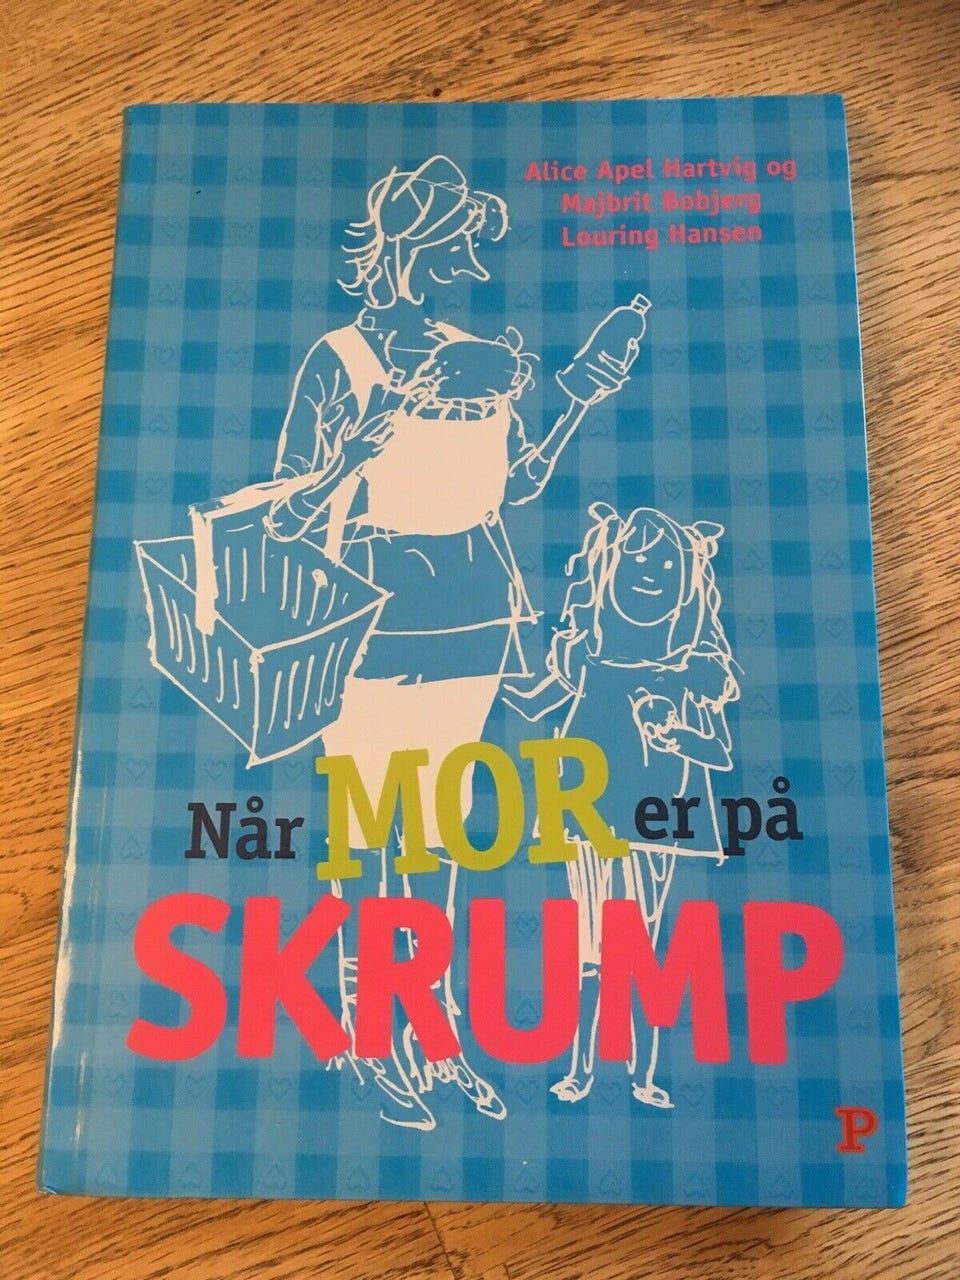 Alice Apel Hartvig og
Majbrit Bobjerg
Louring Hansen
Når MOR er på
SKRUMP
P